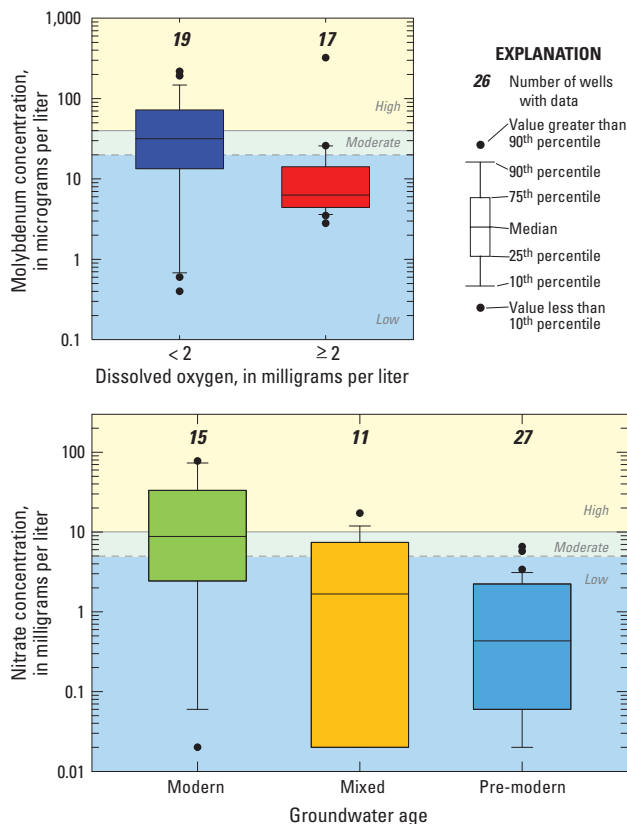 1,000
100
10
1
0.1
Molybdenum concentration,
in micrograms per liter
19
17
High
Moderate
Low
< 2
≥ 2
Dissolved oxygen, in milligrams per liter
EXPLANATION
26 Number of wells
with data
Value greater than
90th percentile
90th percentile
75th percentile
Median
25th percentile
10th percentile
Value less than
10th percentile
100
10
1
0.1
0.01
Nitrate concentration,
in milligrams per liter
15
11
27
High
Moderate
Low
Modern
Mixed
Pre-modern
Groundwater age